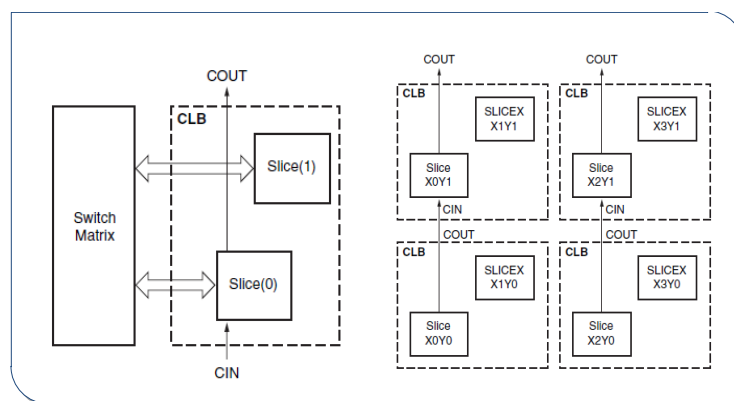 COUT
CLB
Slice(1)
Switch
Matrix
Slice(0)
CIN
COUT
COUT
CLB
SLICEX
X1Y1
Slice
X0Y1
CIN
CLB
SLICEX
X3Y1
Slice
X2Y1
CIN
COUT
COUT
CLB
SLICEX
X1Y0
Slice
X0Y0
CLB
SLICEX
X3Y0
Slice
X2Y0